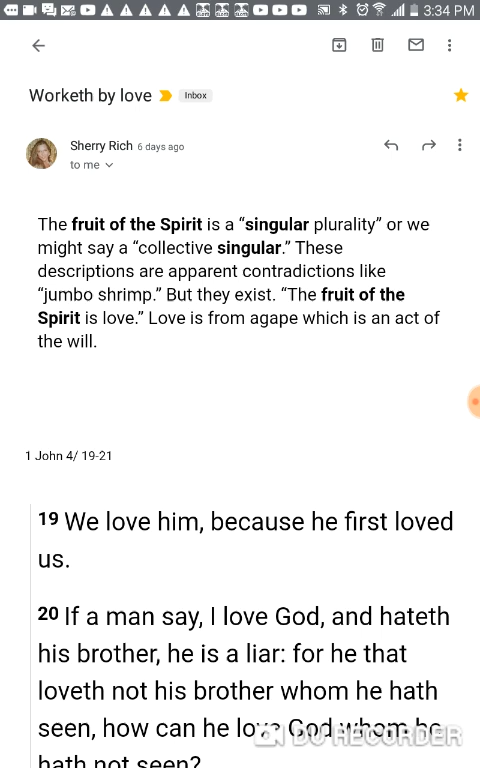 3:34 PM
Worketh by love
Inbox
Sherry Rich 6 days ago
to me
The fruit of the Spirit is a “singular plurality” or we
might say a “collective singular.” These
descriptions are apparent contradictions like
“jumbo shrimp.” But they exist. “The fruit of the
Spirit is love.” Love is from agape which is an act of
the will.
1 John 4/ 19-21
19 We love him, because he first loved
us.
20 If a man say, I love God, and hateth
his brother, he is a liar: for he that
loveth not his brother whom he hath
seen, how can he love God whom he
hath not seen?
DU RECORDER